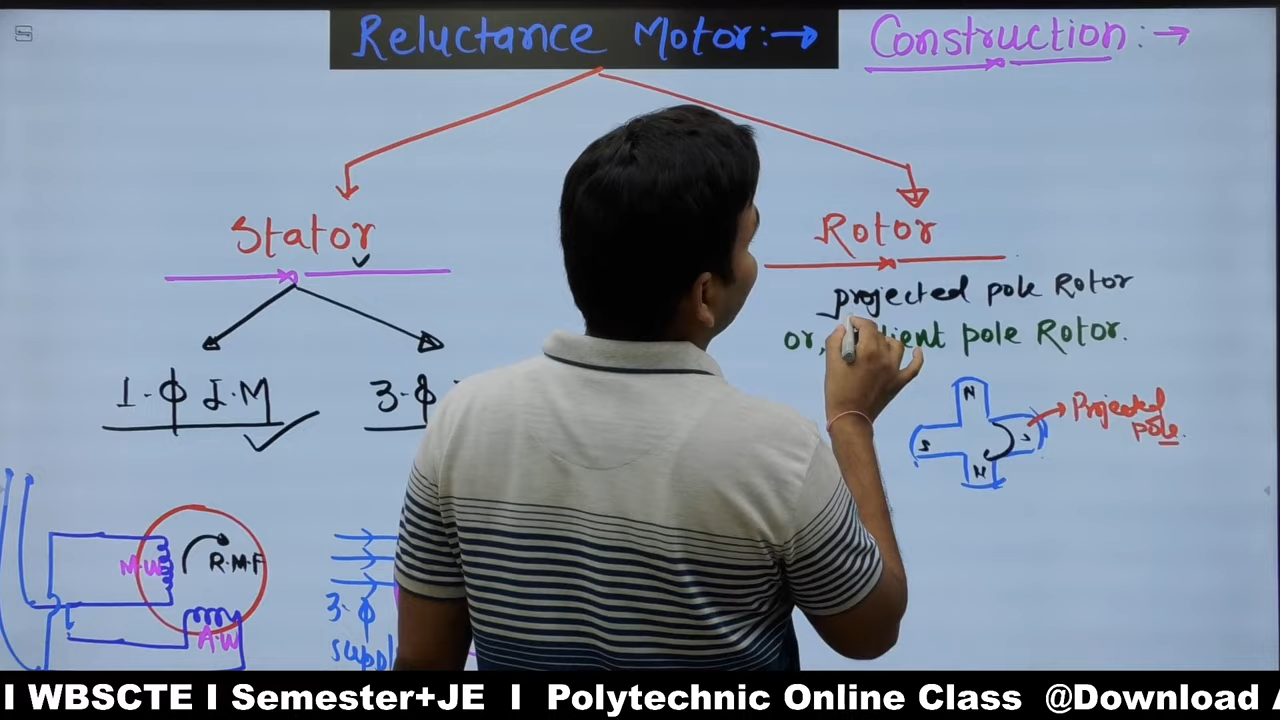 Reluctance Motor:→ Construction:→
Stator
Rotor
projected pole Rotor
or, pole Rotor.
1-Φ I.M
3-Φ
N
S
N
Projected
pole.
M.W
R.M.F
A.W
3-Φ
I WBSCTE I Semester+JE I Polytechnic Online Class @Download